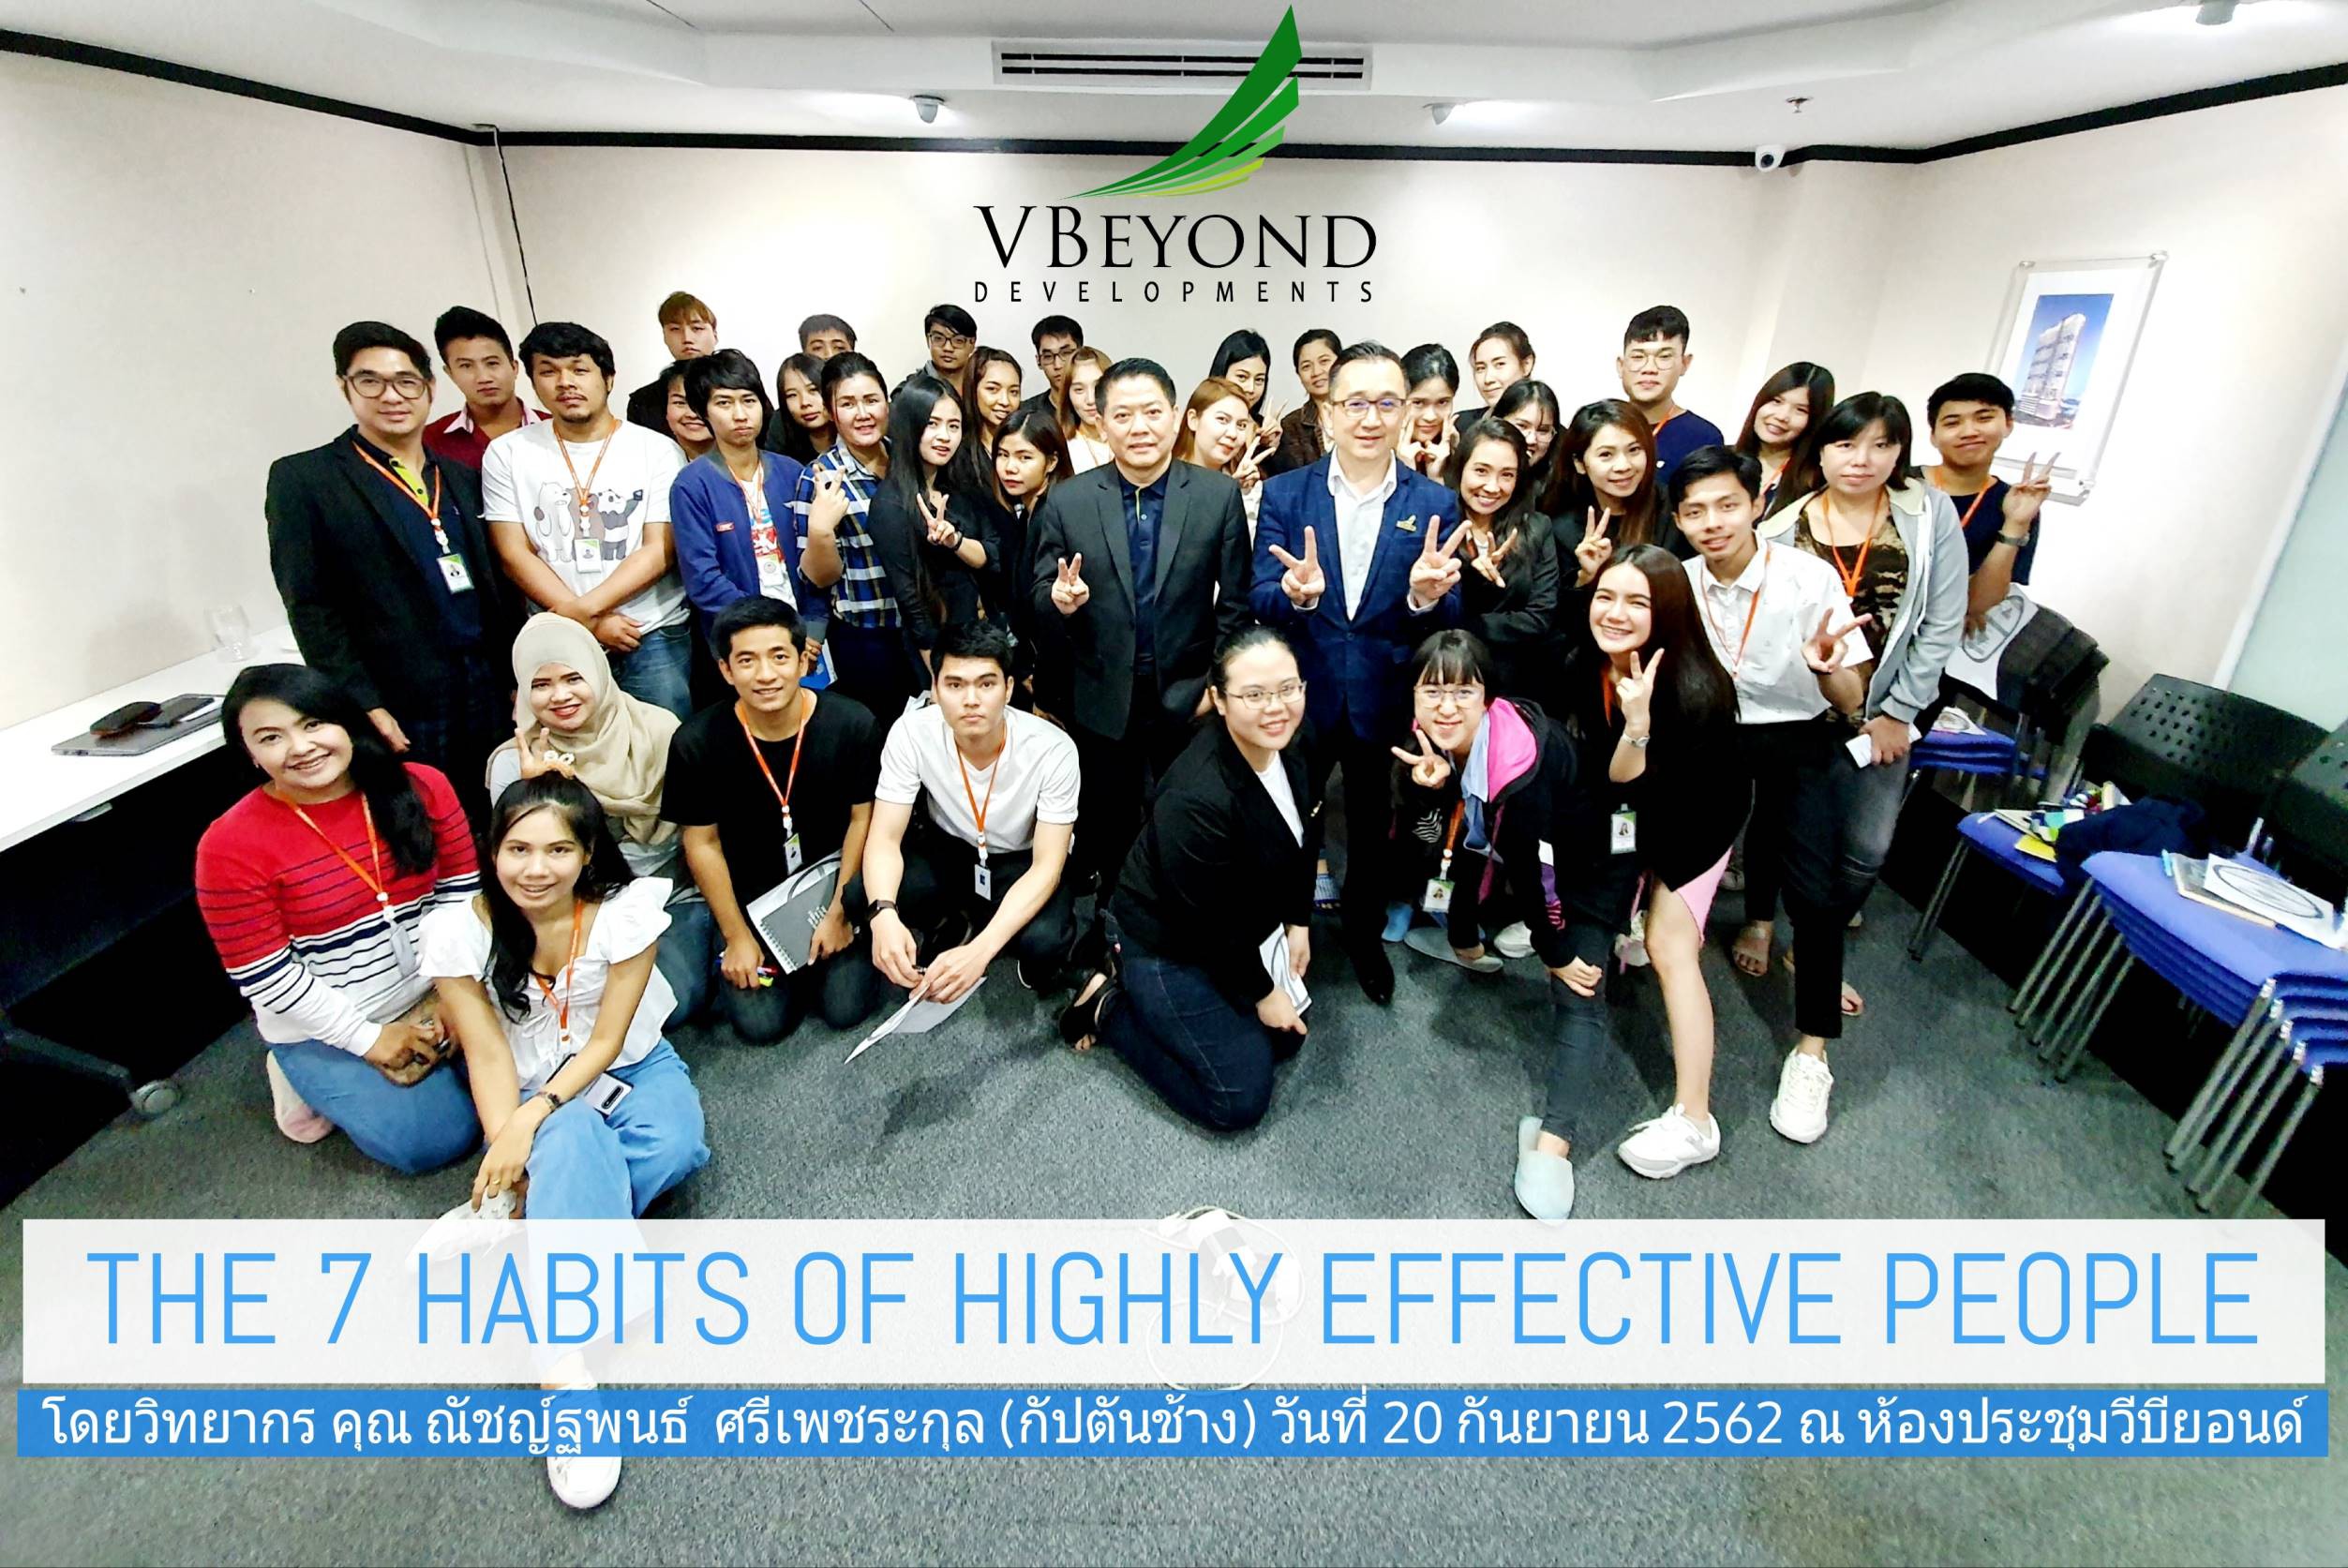 VBEYOND
DEVELOPMENTS
THE 7 HABITS OF HIGHLY EFFECTIVE PEOPLE
โดยวิทยากร คุณ ณัชญ์ฐพนธ์ ศรีเพชระกุล (กัปตันช้าง) วันที่ 20 กันยายน 2562 ณ ห้องประชุมวีบียอนด์